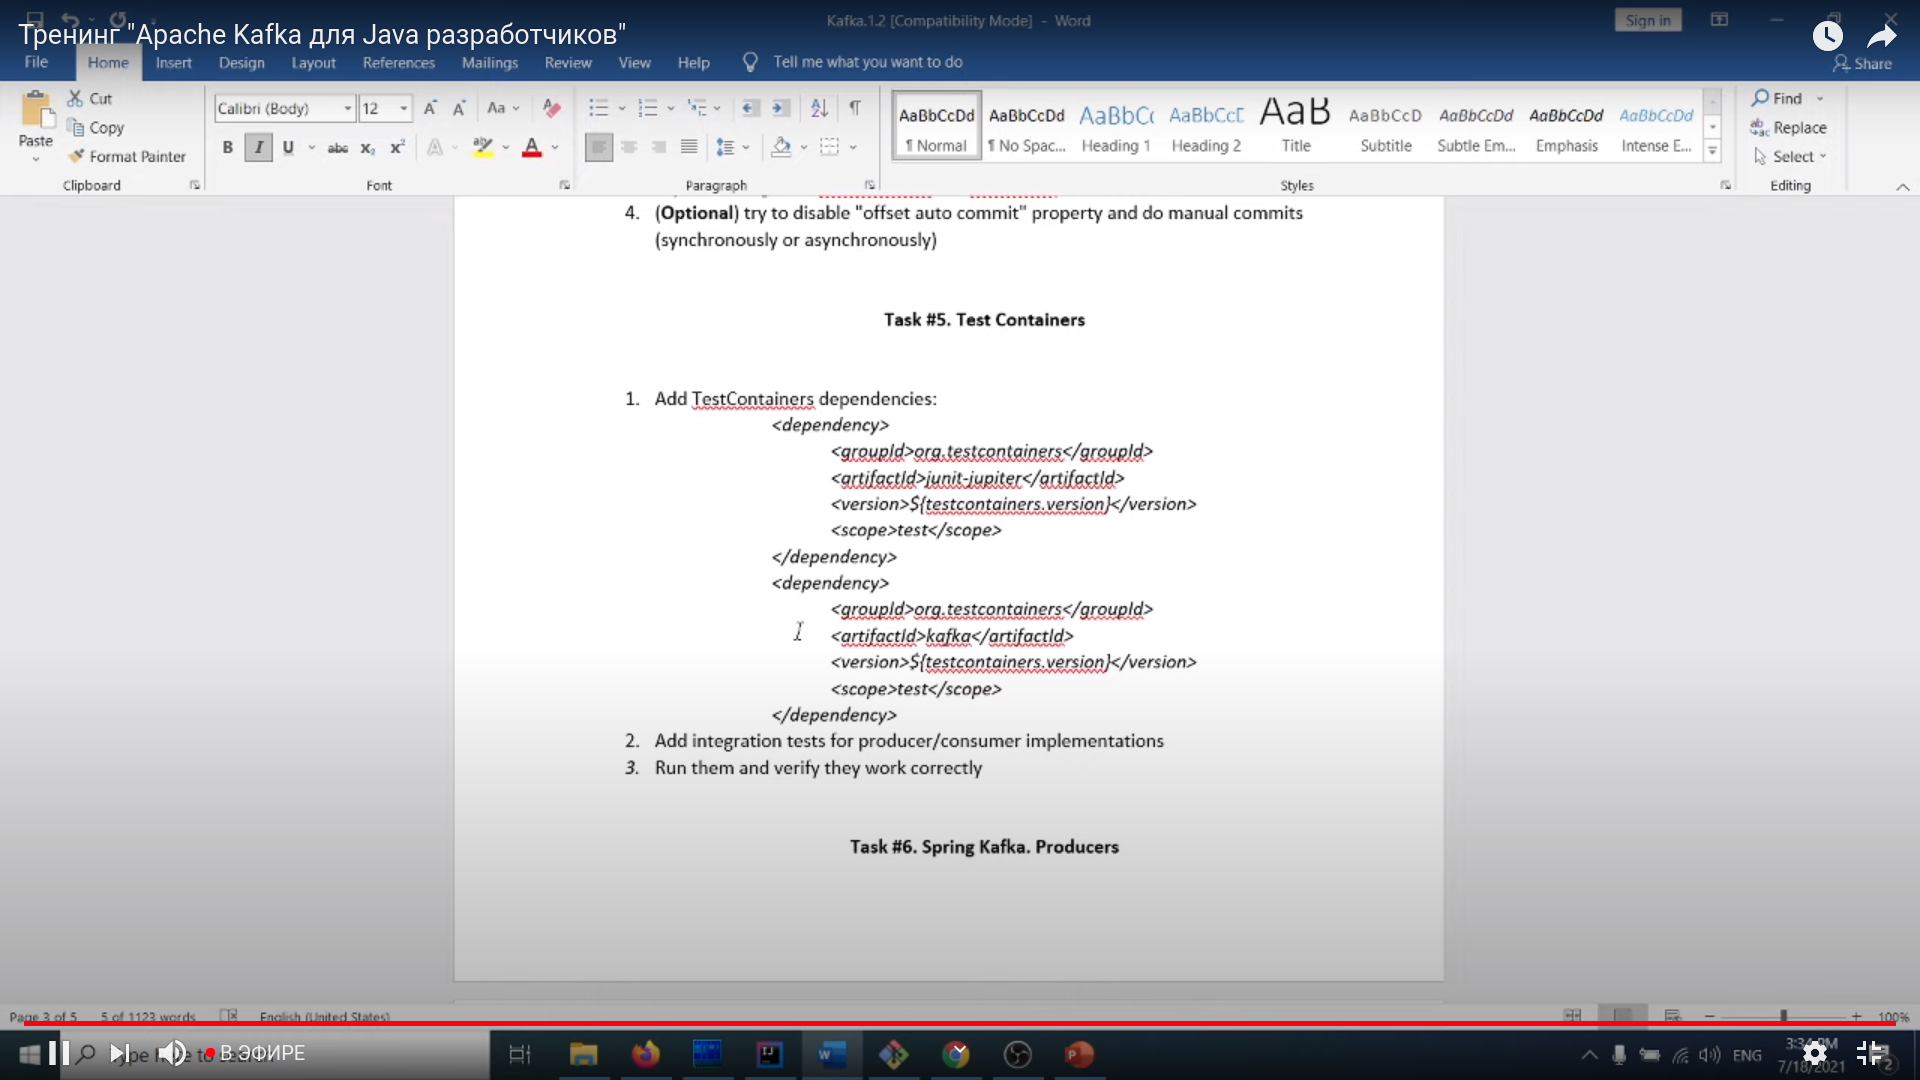 Тренинг "Apache Kafka для Java разработчиков"
Kafka.1.2 [Compatibility Mode] - Word
Sign in
File Home Insert Design Layout References Mailings Review View Help Tell me what you want to do
Share
Paste
Cut
Copy
Format Painter
Clipboard
Calibri (Body) 12
Font
Paragraph
AaBbCcDd AaBbCcDd AaBbCc AaBbCcD AaB AaBbCcD AaBbCcDd AaBbCcDd AaBbCcDd
¶ Normal ¶ No Spac... Heading 1 Heading 2 Title Subtitle Subtle Em... Emphasis Intense E...
Styles
Find
Replace
Select
Editing
4. (Optional) try to disable "offset auto commit" property and do manual commits
(synchronously or asynchronously)
Task #5. Test Containers
1. Add TestContainers dependencies:
<dependency>
<groupId>org.testcontainers</groupId>
<artifactId>junit-jupiter</artifactId>
<version>${testcontainers.version}</version>
<scope>test</scope>
</dependency>
<dependency>
<groupId>org.testcontainers</groupId>
<artifactId>kafka</artifactId>
<version>${testcontainers.version}</version>
<scope>test</scope>
</dependency>
2. Add integration tests for producer/consumer implementations
3. Run them and verify they work correctly
Task #6. Spring Kafka. Producers
Page 3 of 5 5 of 1123 words English (United States)
100%
В ЭФИРЕ
ENG
7/18/2021